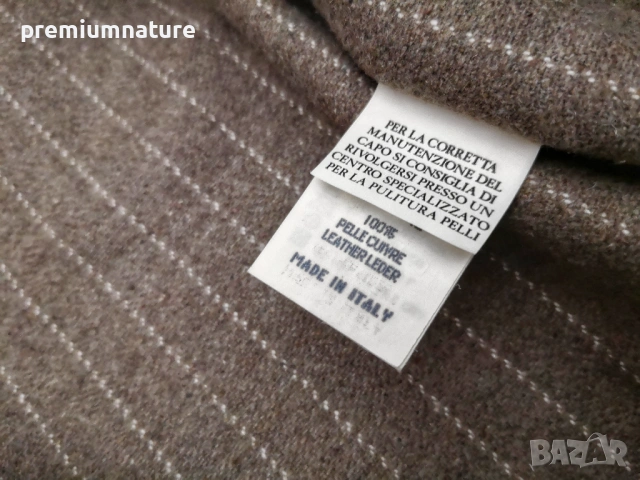 premiumnature
PER LA CORRETTA
MANUTENZIONE DEL
CAPO SI CONSIGLIA DI
RIVOLGERSI PRESSO UN
CENTRO SPECIALIZZATO
PER LA PULITURA PELLI
100%
PELLE CUIVRE
LEATHER LEDER
MADE IN ITALY
BAZAR